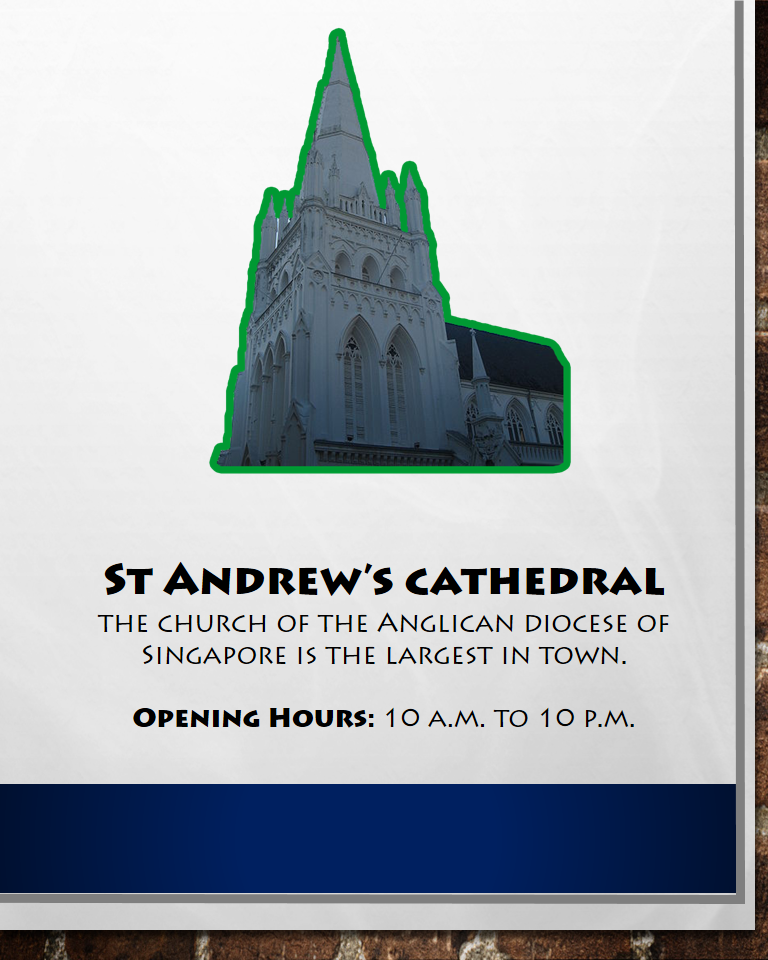 St Andrew's cathedral
the church of the Anglican diocese of
Singapore is the largest in town.
Opening Hours: 10 a.m. to 10 p.m.